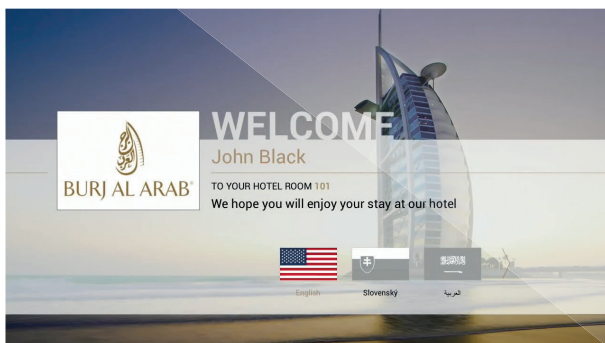 WELCOME
John Black
BURJ AL ARAB®
TO YOUR HOTEL ROOM 101
We hope you will enjoy your stay at our hotel
English
Slovenský
العربية